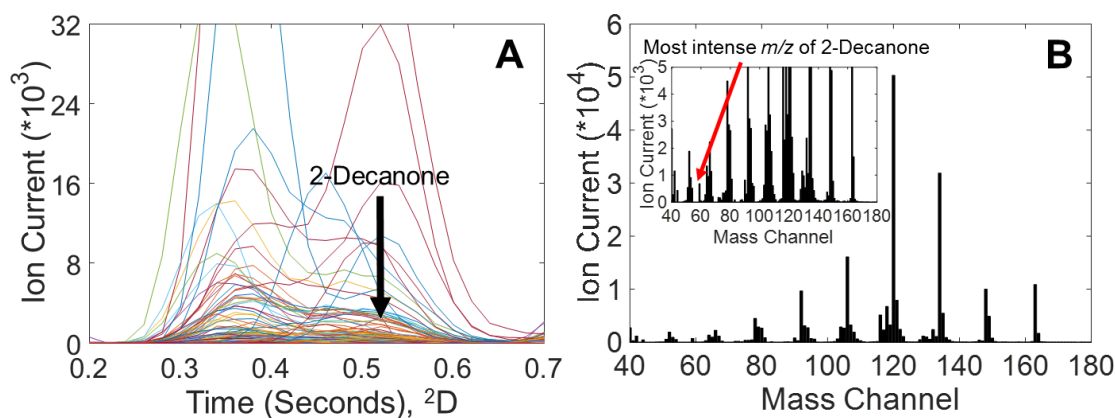 A
Ion Current (*10³)
32
24
16
8
0
2-Decanone
0.2 0.3 0.4 0.5 0.6 0.7
Time (Seconds), ²D
B
Ion Current (*10⁴)
6
5
4
3
2
1
0
Most intense m/z of 2-Decanone
Ion Current (*10³)
5
4
3
2
1
0
40 60 80 100 120 140 160 180
Mass Channel
40 60 80 100 120 140 160 180
Mass Channel